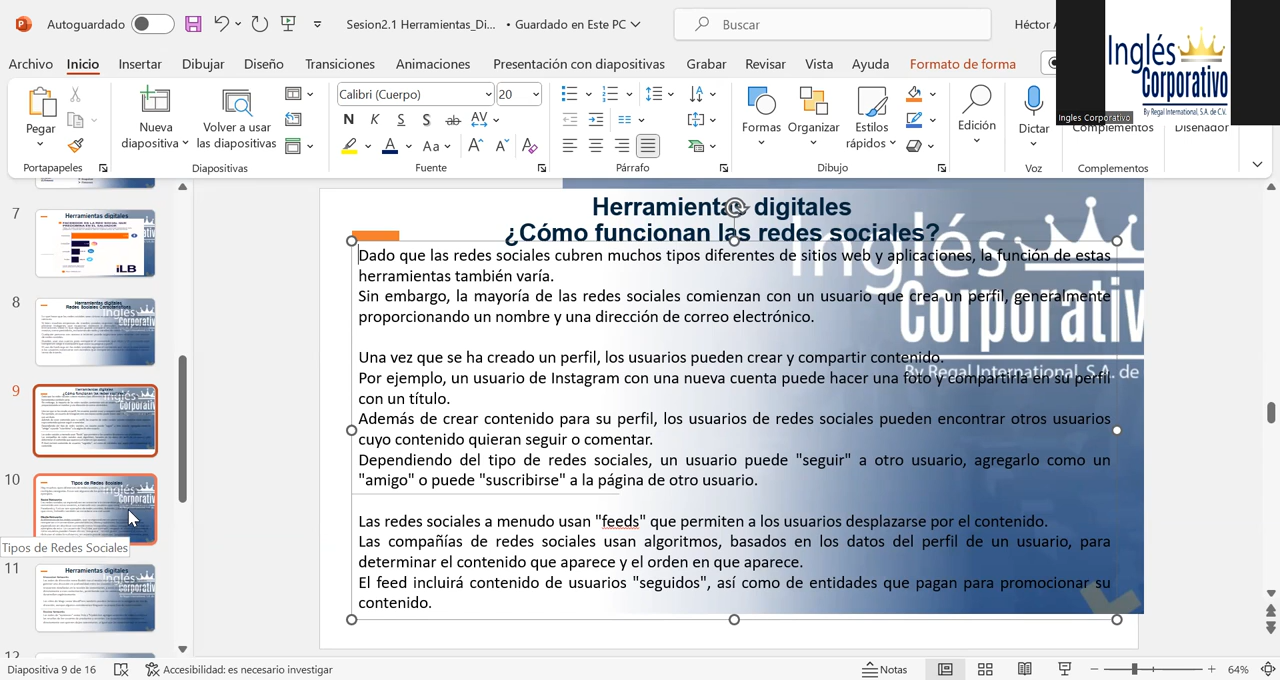 Autoguardado
Sesion2.1 Herramientas_Di... • Guardado en Este PC
Buscar
Héctor A
Archivo Inicio Insertar Dibujar Diseño Transiciones Animaciones Presentación con diapositivas Grabar Revisar Vista Ayuda Formato de forma
Inglés
Corporativo
By Regal International, S.A. de C.V.
Ingles Corporativo
Pegar
Nueva
diapositiva
Volver a usar
las diapositivas
Calibri (Cuerpo) 20
N K S S ab AV
A Aa A A A
Formas
Organizar
Estilos
rápidos
Edición
Dictar
Complementos
Diseñador
Portapapeles Diapositivas Fuente Párrafo Dibujo Voz Complementos
7
Herramientas digitales
iLB
8
Herramientas digitales
9
10
Tipos de Redes Sociales
Tipos de Redes Sociales
11
12
Herramientas digitales
¿Cómo funcionan las redes sociales?
Dado que las redes sociales cubren muchos tipos diferentes de sitios web y aplicaciones, la función de estas
herramientas también varía.
Sin embargo, la mayoría de las redes sociales comienzan con un usuario que crea un perfil, generalmente
proporcionando un nombre y una dirección de correo electrónico.
Una vez que se ha creado un perfil, los usuarios pueden crear y compartir contenido.
Por ejemplo, un usuario de Instagram con una nueva cuenta puede hacer una foto y compartirla en su perfil
con un título.
Además de crear contenido para su perfil, los usuarios de redes sociales pueden encontrar otros usuarios
cuyo contenido quieran seguir o comentar.
Dependiendo del tipo de redes sociales, un usuario puede "seguir" a otro usuario, agregarlo como un
"amigo" o puede "suscribirse" a la página de otro usuario.
Las redes sociales a menudo usan "feeds" que permiten a los usuarios desplazarse por el contenido.
Las compañías de redes sociales usan algoritmos, basados en los datos del perfil de un usuario, para
determinar el contenido que aparece y el orden en que aparece.
El feed incluirá contenido de usuarios "seguidos", así como de entidades que pagan para promocionar su
contenido.
Inglés
Corporativ
By Regal International, S.A. de
Diapositiva 9 de 16
Accesibilidad: es necesario investigar
Notas
64%